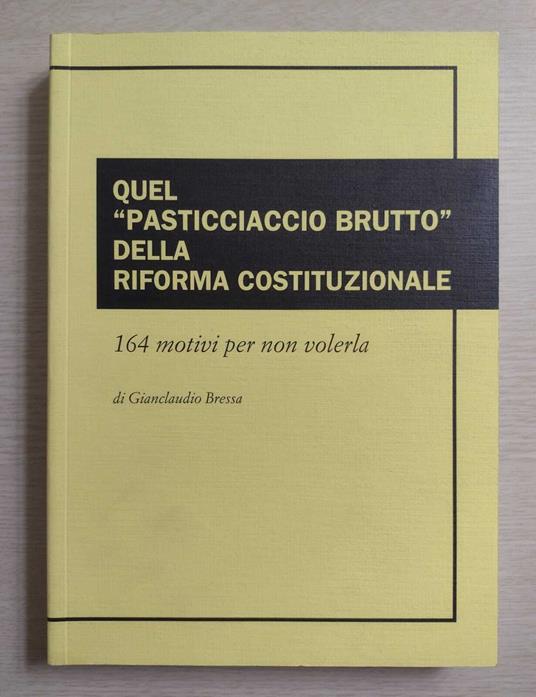 QUEL
“PASTICCIACCIO BRUTTO”
DELLA
RIFORMA COSTITUZIONALE
164 motivi per non volerla
di Gianclaudio Bressa